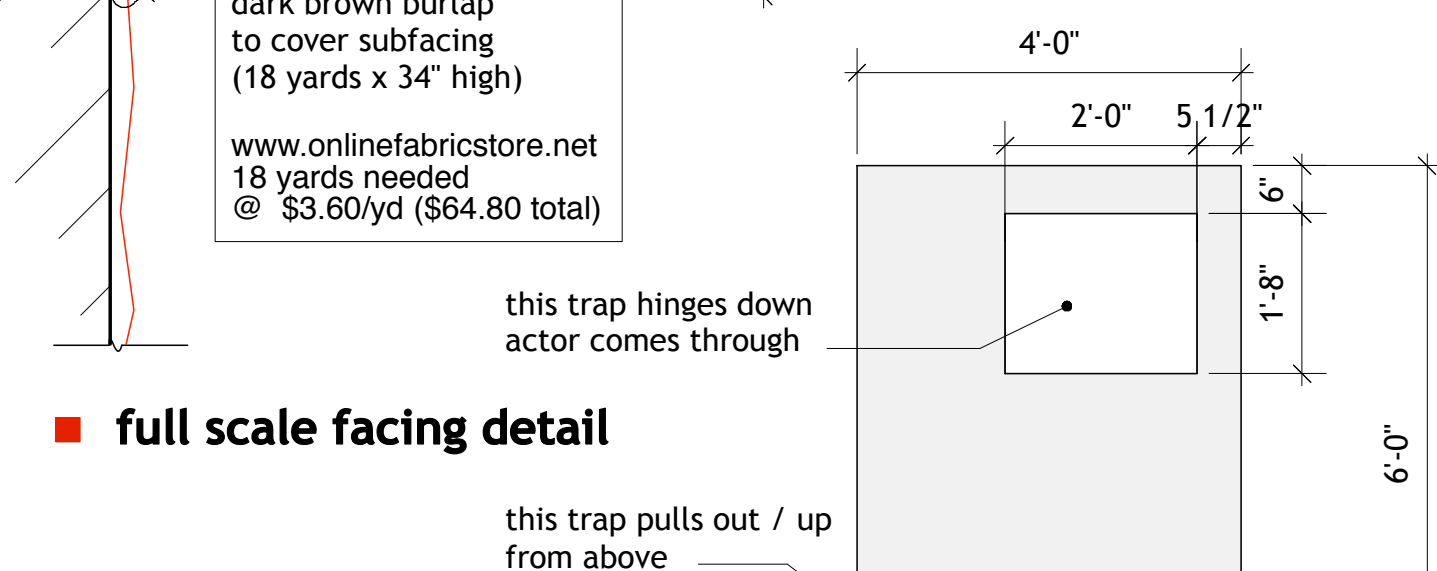 dark brown burlap
to cover subfacing
(18 yards x 34" high)
www.onlinefabricstore.net
18 yards needed
@ $3.60/yd ($64.80 total)
4'-0"
2'-0"
5 1/2"
6"
1'-8"
6'-0"
this trap hinges down
actor comes through
full scale facing detail
this trap pulls out / up
from above